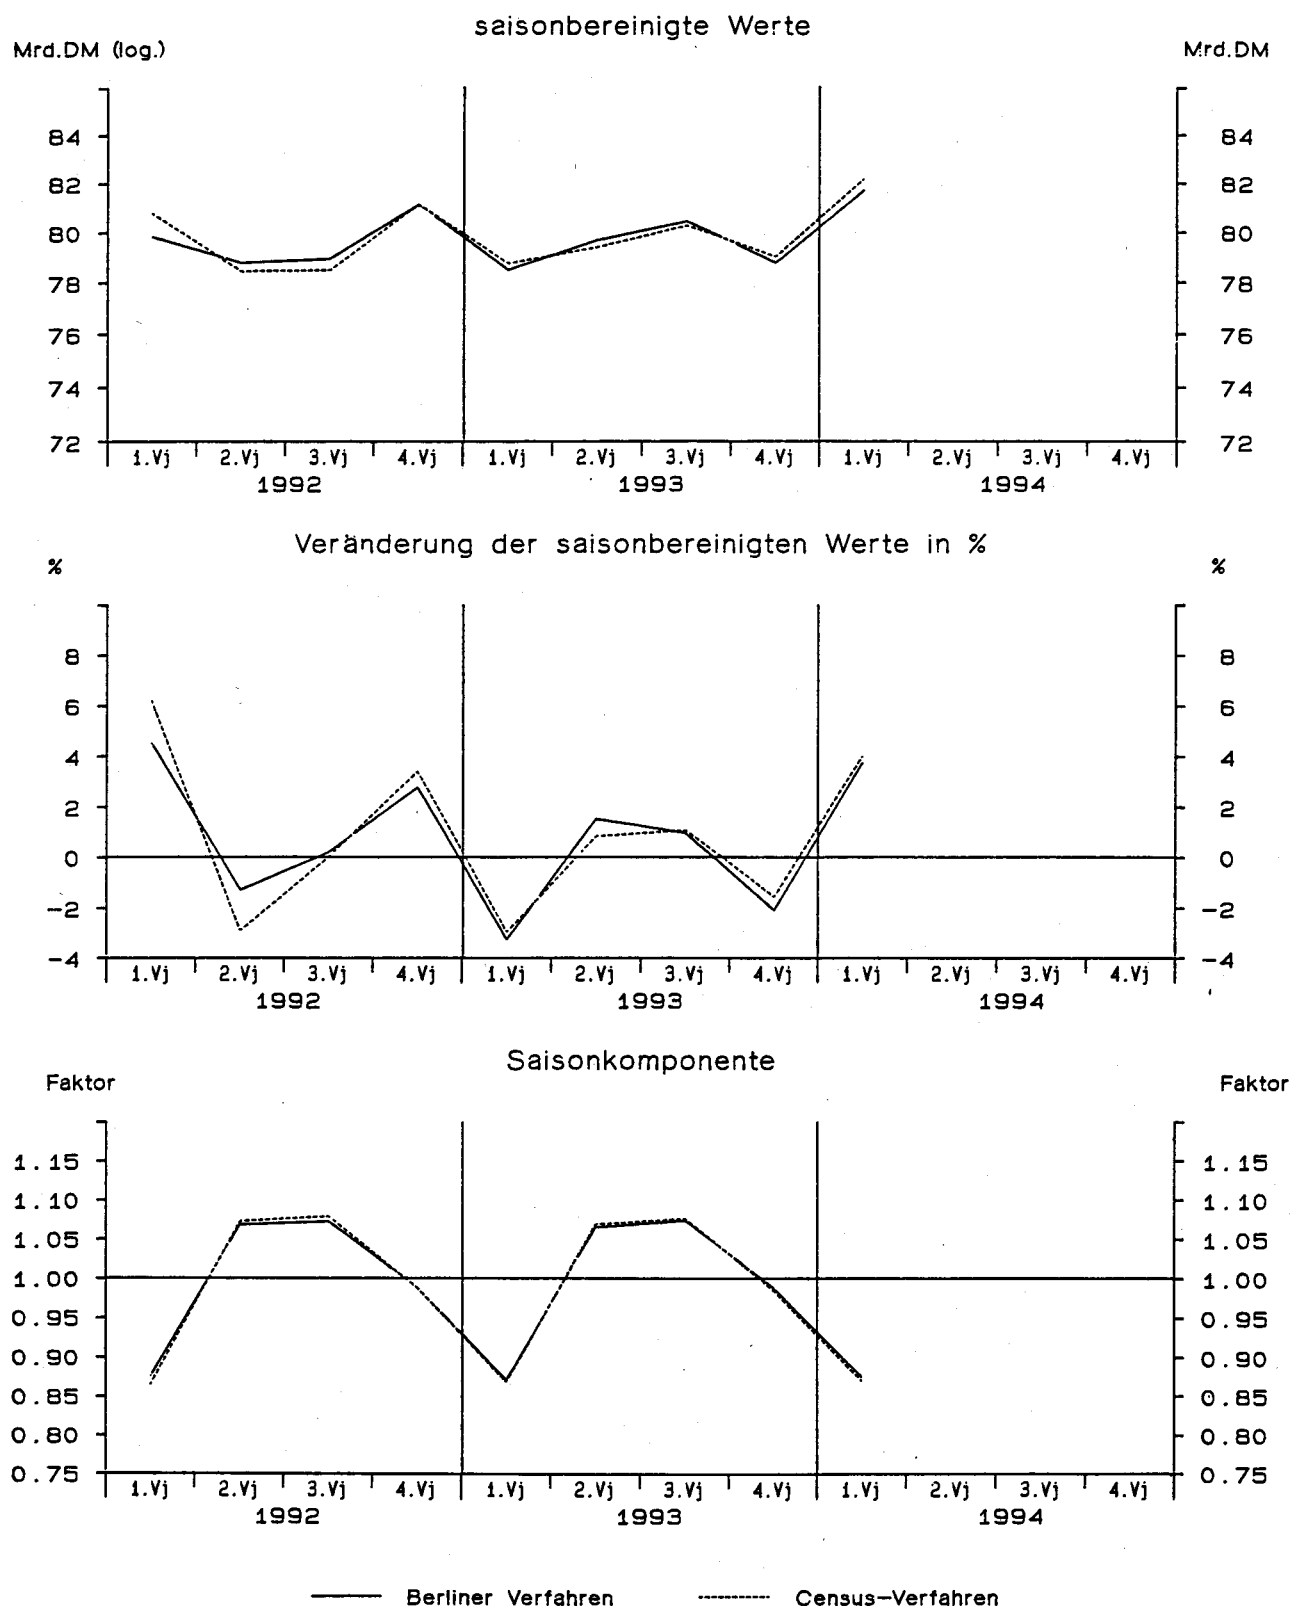 saisonbereinigte Werte
Mrd.DM (log.) Mrd.DM
84 84
82 82
80 80
78 78
76 76
74 74
72 72
1.Vj 2.Vj 3.Vj 4.Vj 1.Vj 2.Vj 3.Vj 4.Vj 1.Vj 2.Vj 3.Vj 4.Vj
1992 1993 1994
Veränderung der saisonbereinigten Werte in %
% %
8 8
6 6
4 4
2 2
0 0
-2 -2
-4 -4
1.Vj 2.Vj 3.Vj 4.Vj 1.Vj 2.Vj 3.Vj 4.Vj 1.Vj 2.Vj 3.Vj 4.Vj
1992 1993 1994
Saisonkomponente
Faktor Faktor
1.15 1.15
1.10 1.10
1.05 1.05
1.00 1.00
0.95 0.95
0.90 0.90
0.85 0.85
0.80 0.80
0.75 0.75
1.Vj 2.Vj 3.Vj 4.Vj 1.Vj 2.Vj 3.Vj 4.Vj 1.Vj 2.Vj 3.Vj 4.Vj
1992 1993 1994
Berliner Verfahren Census-Verfahren